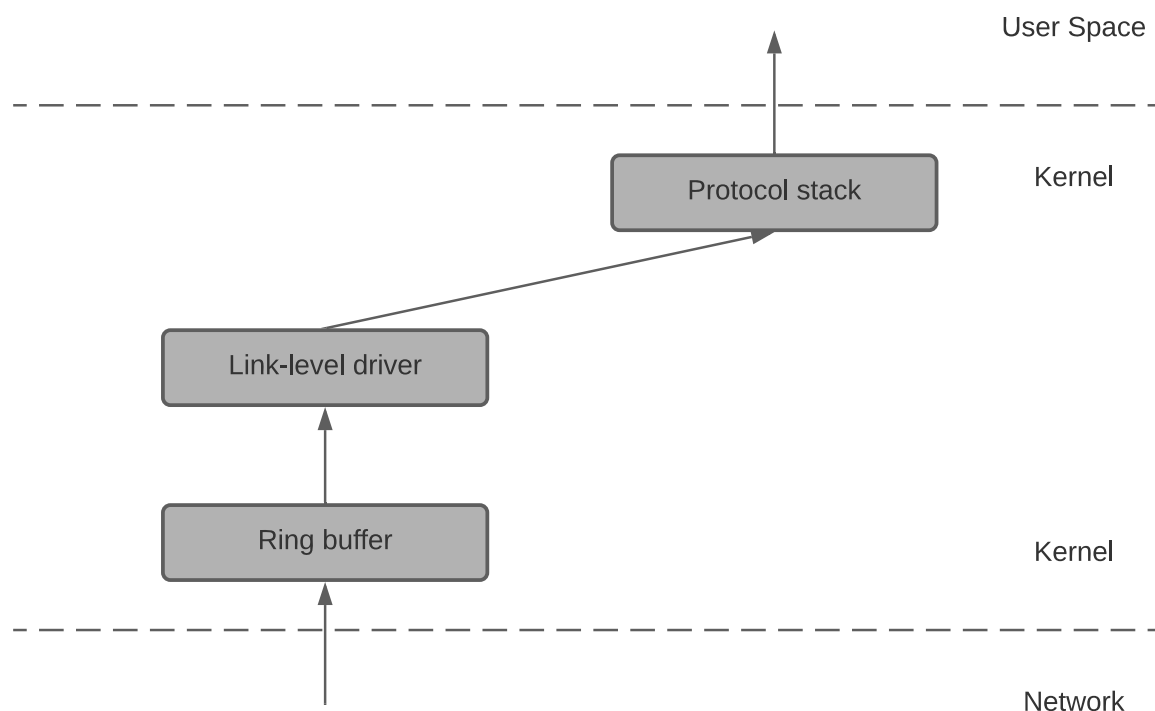 User Space
Protocol stack
Kernel
Link-level driver
Ring buffer
Kernel
Network